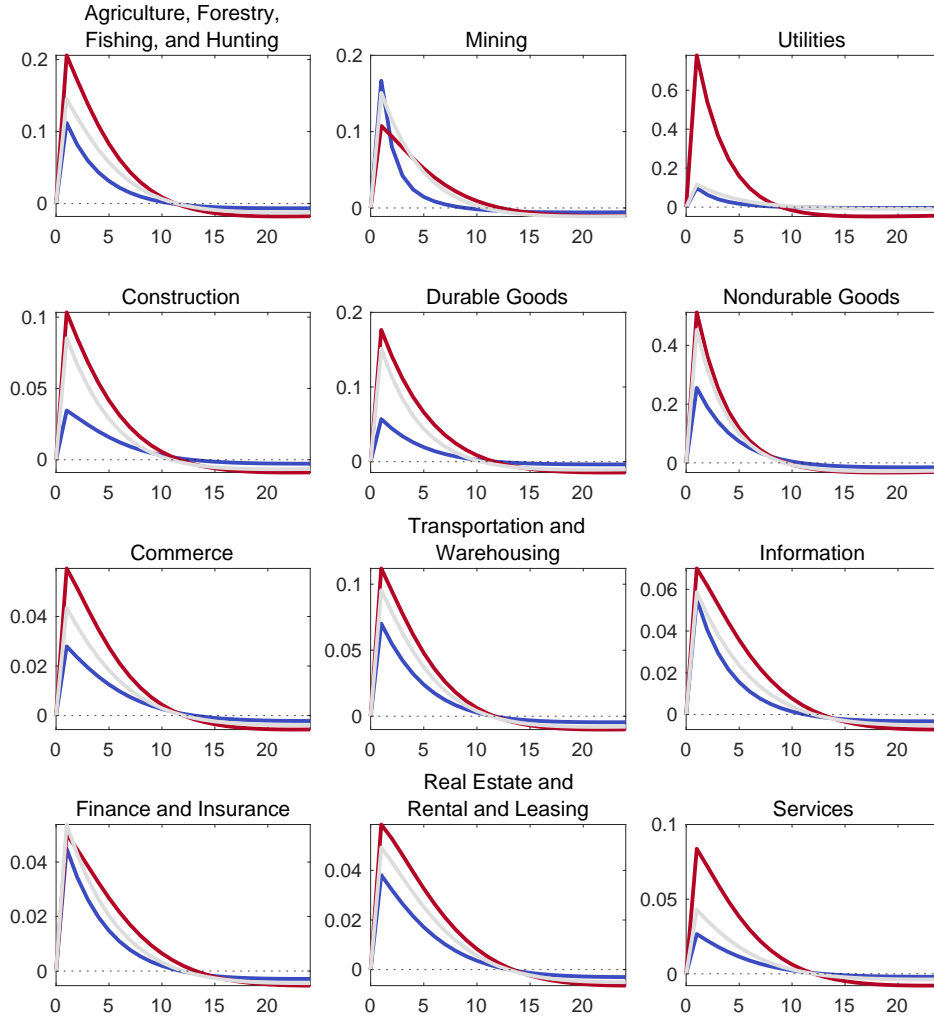 Agriculture, Forestry,
Fishing, and Hunting
0.2
0.1
0
0 5 10 15 20
Mining
0.2
0.1
0
0 5 10 15 20
Utilities
0.6
0.4
0.2
0
0 5 10 15 20
Construction
0.1
0.05
0
0 5 10 15 20
Durable Goods
0.2
0.1
0
0 5 10 15 20
Nondurable Goods
0.4
0.2
0
0 5 10 15 20
Commerce
0.04
0.02
0
0 5 10 15 20
Transportation and
Warehousing
0.1
0.05
0
0 5 10 15 20
Information
0.06
0.04
0.02
0
0 5 10 15 20
Finance and Insurance
0.04
0.02
0
0 5 10 15 20
Real Estate and
Rental and Leasing
0.04
0.02
0
0 5 10 15 20
Services
0.1
0.05
0
0 5 10 15 20